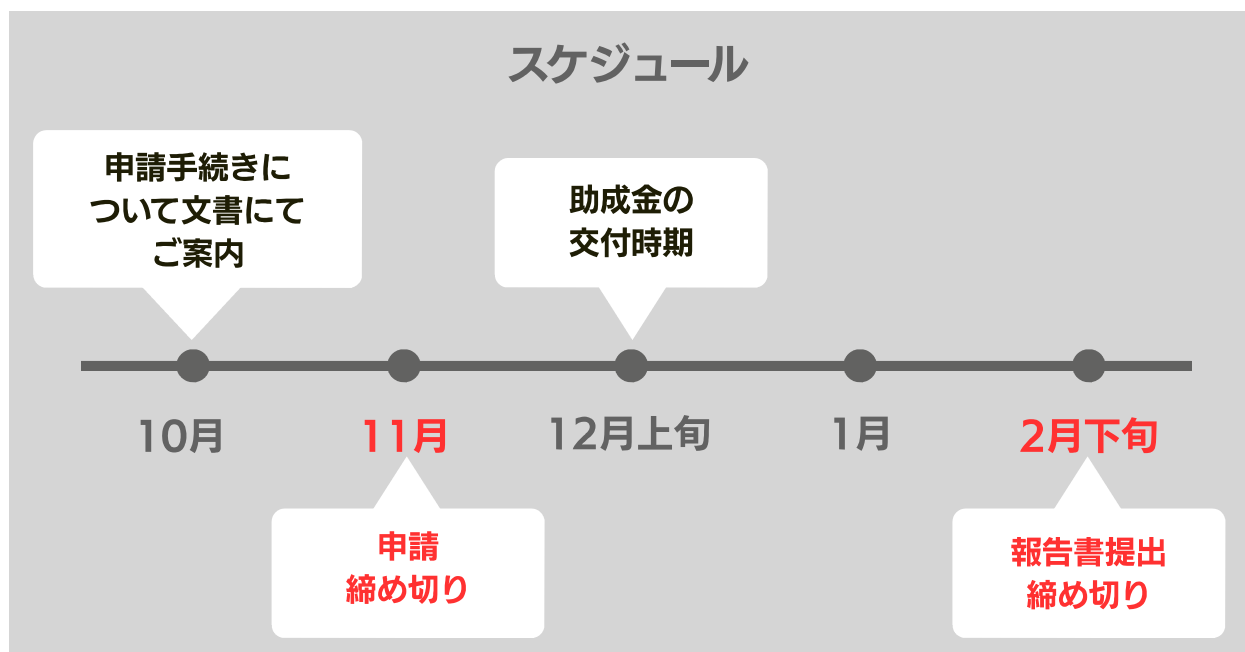 スケジュール
申請手続きに
ついて文書にて
ご案内
助成金の
交付時期
10月
11月
12月上旬
1月
2月下旬
申請
締め切り
報告書提出
締め切り